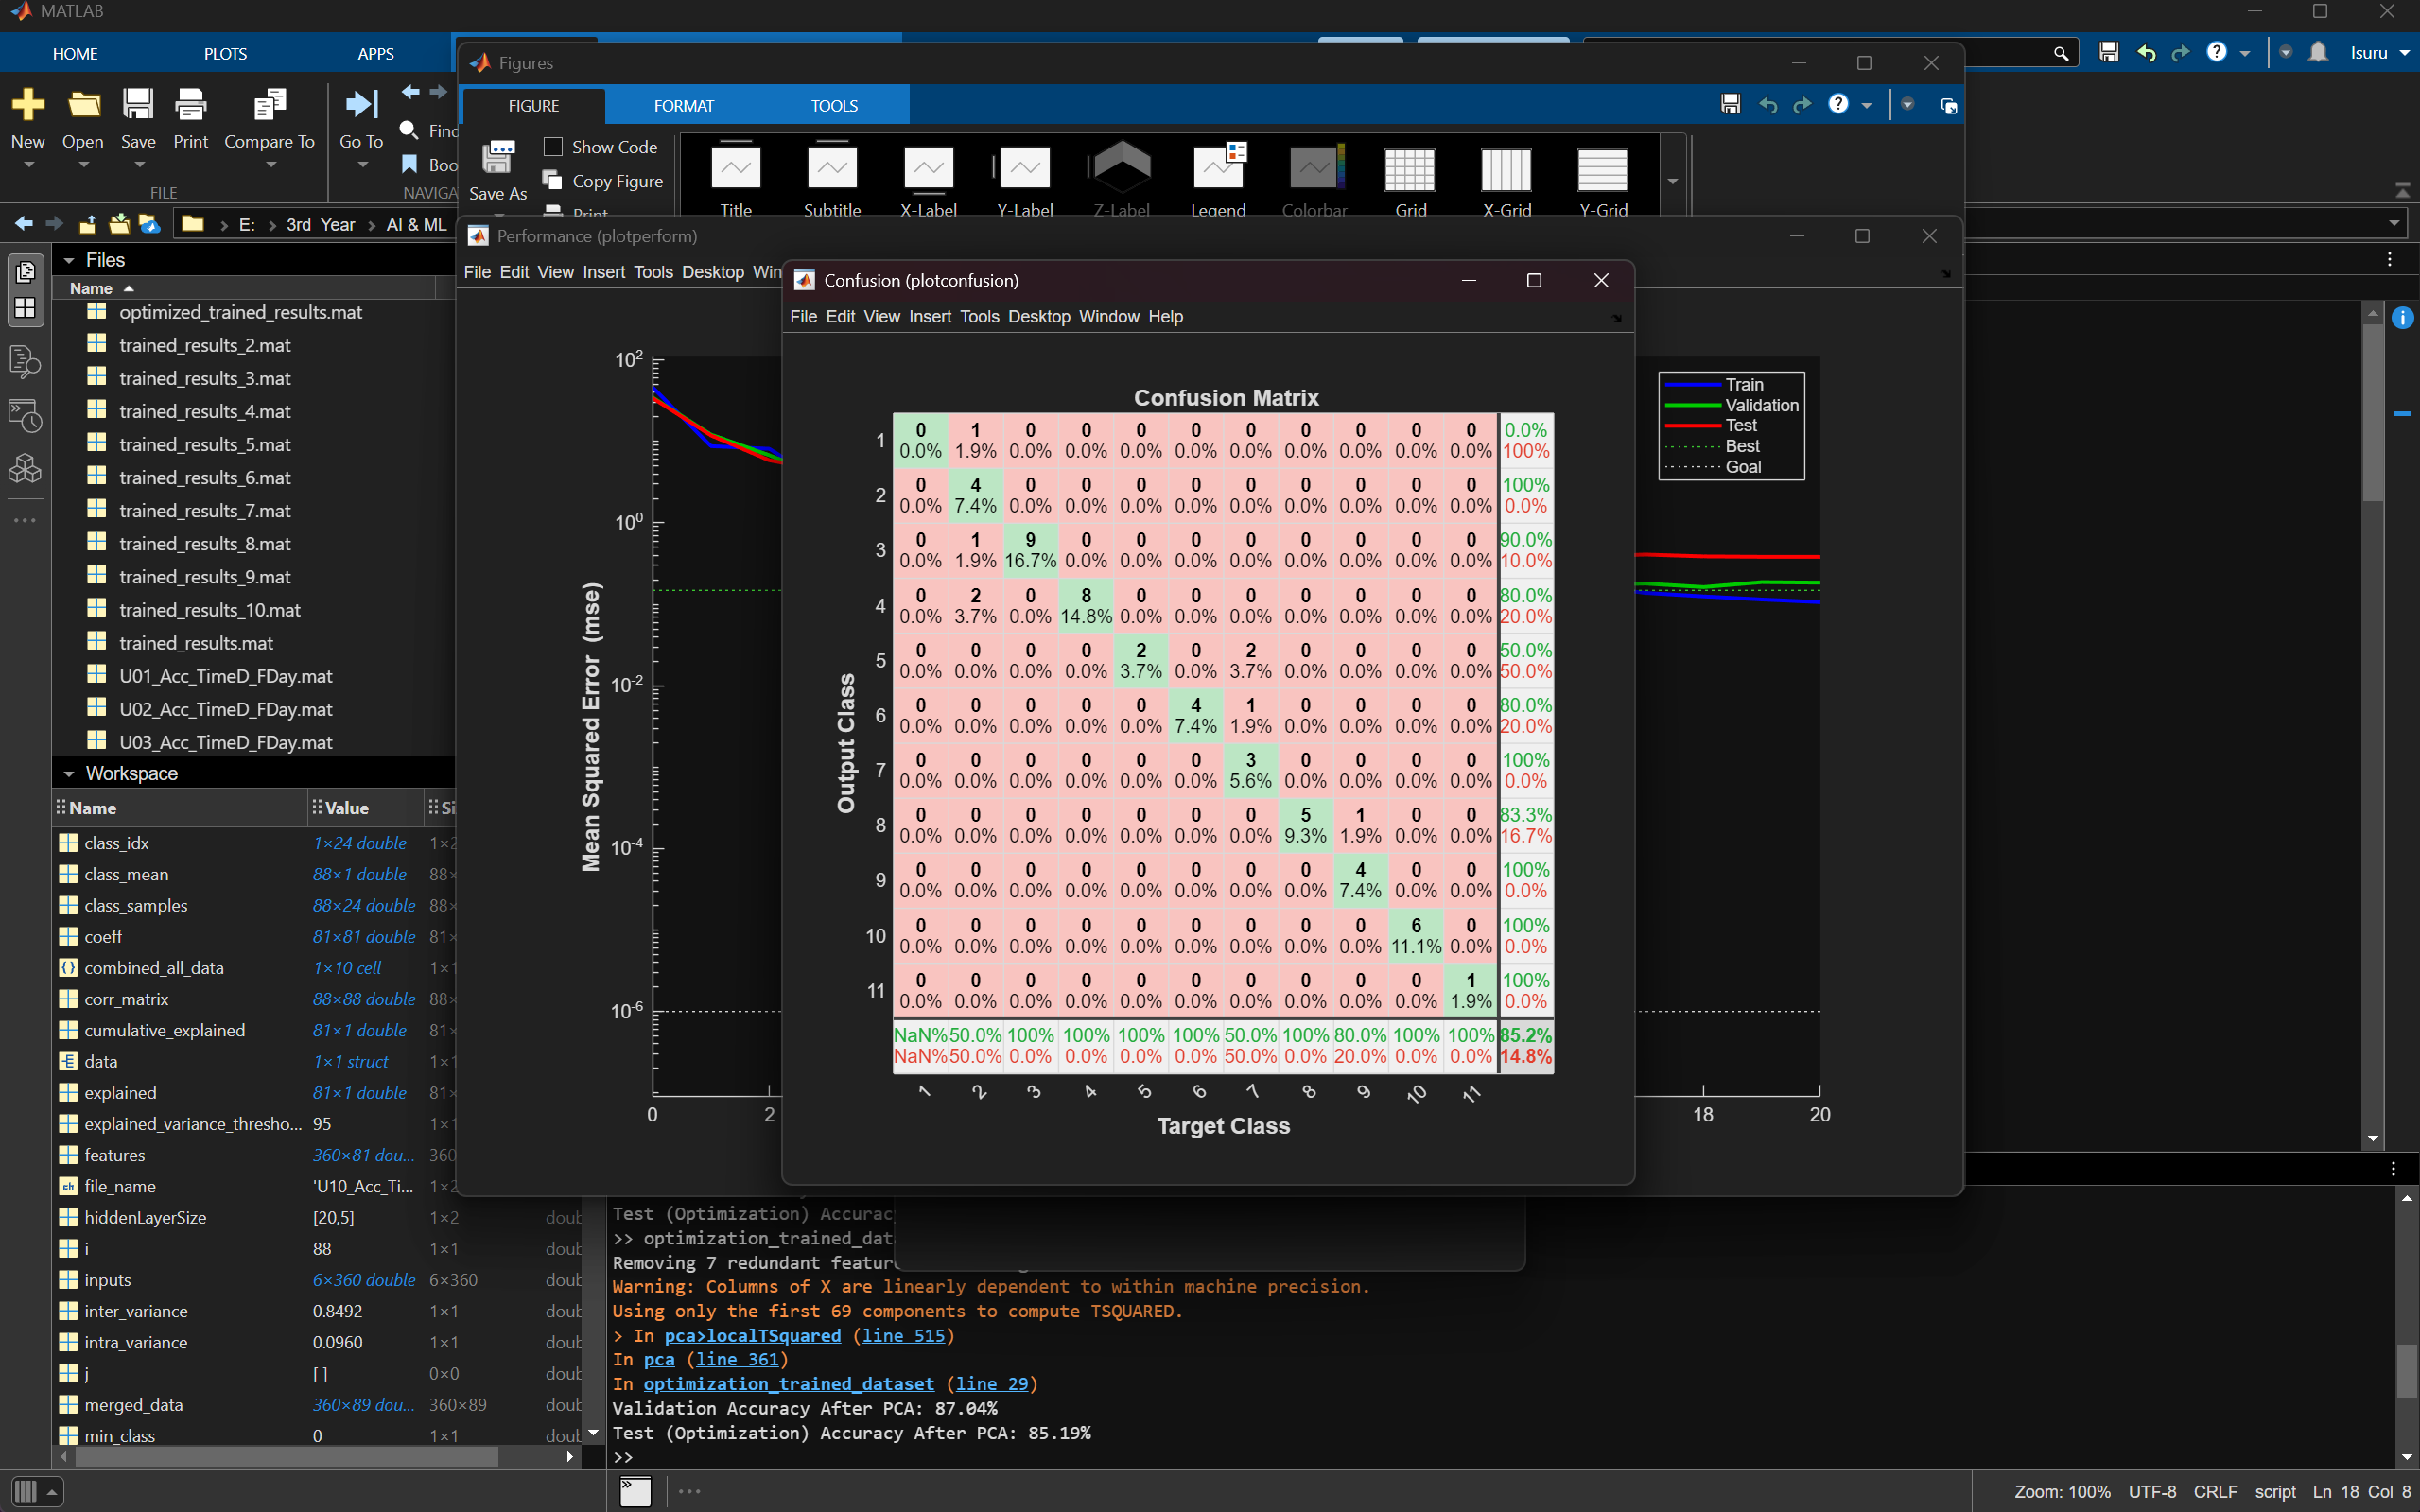 MATLAB
HOME PLOTS APPS
Isuru
New Open Save Print Compare To Go To Find
FILE
E: > 3rd Year > AI & ML
Files
Name
optimized_trained_results.mat
trained_results_2.mat
trained_results_3.mat
trained_results_4.mat
trained_results_5.mat
trained_results_6.mat
trained_results_7.mat
trained_results_8.mat
trained_results_9.mat
trained_results_10.mat
trained_results.mat
U01_Acc_TimeD_FDay.mat
U02_Acc_TimeD_FDay.mat
U03_Acc_TimeD_FDay.mat
Workspace
Name Value
class_idx 1×24 double
class_mean 88×1 double
class_samples 88×24 double
coeff 81×81 double
combined_all_data 1×10 cell
corr_matrix 88×88 double
cumulative_explained 81×1 double
data 1×1 struct
explained 81×1 double
explained_variance_thresho... 95
features 360×81 dou...
file_name 'U10_Acc_Ti...
hiddenLayerSize [20,5] 1×2
i 88 1×1
inputs 6×360 double 6×360
inter_variance 0.8492 1×1
intra_variance 0.0960 1×1
j [] 0×0
merged_data 360×89 dou... 360×89
min_class 0 1×1
Figures
FIGURE FORMAT TOOLS
Save As
Show Code
Copy Figure
Print
Title Subtitle X-Label Y-Label Z-Label Legend Colorbar Grid X-Grid Y-Grid
Performance (plotperform)
File Edit View Insert Tools Desktop
10²
10⁰
10⁻²
10⁻⁴
10⁻⁶
Mean Squared Error (mse)
0 2 18 20
Train
Validation
Test
Best
Goal
Confusion (plotconfusion)
File Edit View Insert Tools Desktop Window Help
Confusion Matrix
Output Class
1 0 1 0 0 0 0 0 0 0 0 0 0.0%
0.0% 1.9% 0.0% 0.0% 0.0% 0.0% 0.0% 0.0% 0.0% 0.0% 0.0% 100%
2 0 4 0 0 0 0 0 0 0 0 0 100%
0.0% 7.4% 0.0% 0.0% 0.0% 0.0% 0.0% 0.0% 0.0% 0.0% 0.0% 0.0%
3 0 1 9 0 0 0 0 0 0 0 0 90.0%
0.0% 1.9% 16.7% 0.0% 0.0% 0.0% 0.0% 0.0% 0.0% 0.0% 0.0% 10.0%
4 0 2 0 8 0 0 0 0 0 0 0 80.0%
0.0% 3.7% 0.0% 14.8% 0.0% 0.0% 0.0% 0.0% 0.0% 0.0% 0.0% 20.0%
5 0 0 0 0 2 0 2 0 0 0 0 50.0%
0.0% 0.0% 0.0% 0.0% 3.7% 0.0% 3.7% 0.0% 0.0% 0.0% 0.0% 50.0%
6 0 0 0 0 0 4 1 0 0 0 0 80.0%
0.0% 0.0% 0.0% 0.0% 0.0% 7.4% 1.9% 0.0% 0.0% 0.0% 0.0% 20.0%
7 0 0 0 0 0 0 3 0 0 0 0 100%
0.0% 0.0% 0.0% 0.0% 0.0% 0.0% 5.6% 0.0% 0.0% 0.0% 0.0% 0.0%
8 0 0 0 0 0 0 0 5 1 0 0 83.3%
0.0% 0.0% 0.0% 0.0% 0.0% 0.0% 0.0% 9.3% 1.9% 0.0% 0.0% 16.7%
9 0 0 0 0 0 0 0 0 4 0 0 100%
0.0% 0.0% 0.0% 0.0% 0.0% 0.0% 0.0% 0.0% 7.4% 0.0% 0.0% 0.0%
10 0 0 0 0 0 0 0 0 0 6 0 100%
0.0% 0.0% 0.0% 0.0% 0.0% 0.0% 0.0% 0.0% 0.0% 11.1% 0.0% 0.0%
11 0 0 0 0 0 0 0 0 0 0 1 100%
0.0% 0.0% 0.0% 0.0% 0.0% 0.0% 0.0% 0.0% 0.0% 0.0% 1.9% 0.0%
NaN% 50.0% 100% 100% 100% 100% 50.0% 100% 80.0% 100% 100% 85.2%
NaN% 50.0% 0.0% 0.0% 0.0% 0.0% 50.0% 0.0% 20.0% 0.0% 0.0% 14.8%
1 2 3 4 5 6 7 8 9 10 11
Target Class
Test (Optimization)
>> optimization_trained_dat
Removing 7 redundant
Warning: Columns of X are linearly dependent to within machine precision.
Using only the first 69 components to compute TSQUARED.
> In pca>localTSquared (line 515)
In pca (line 361)
In optimization_trained_dataset (line 29)
Validation Accuracy After PCA: 87.04%
Test (Optimization) Accuracy After PCA: 85.19%
>>
Zoom: 100% UTF-8 CRLF script Ln 18 Col 8